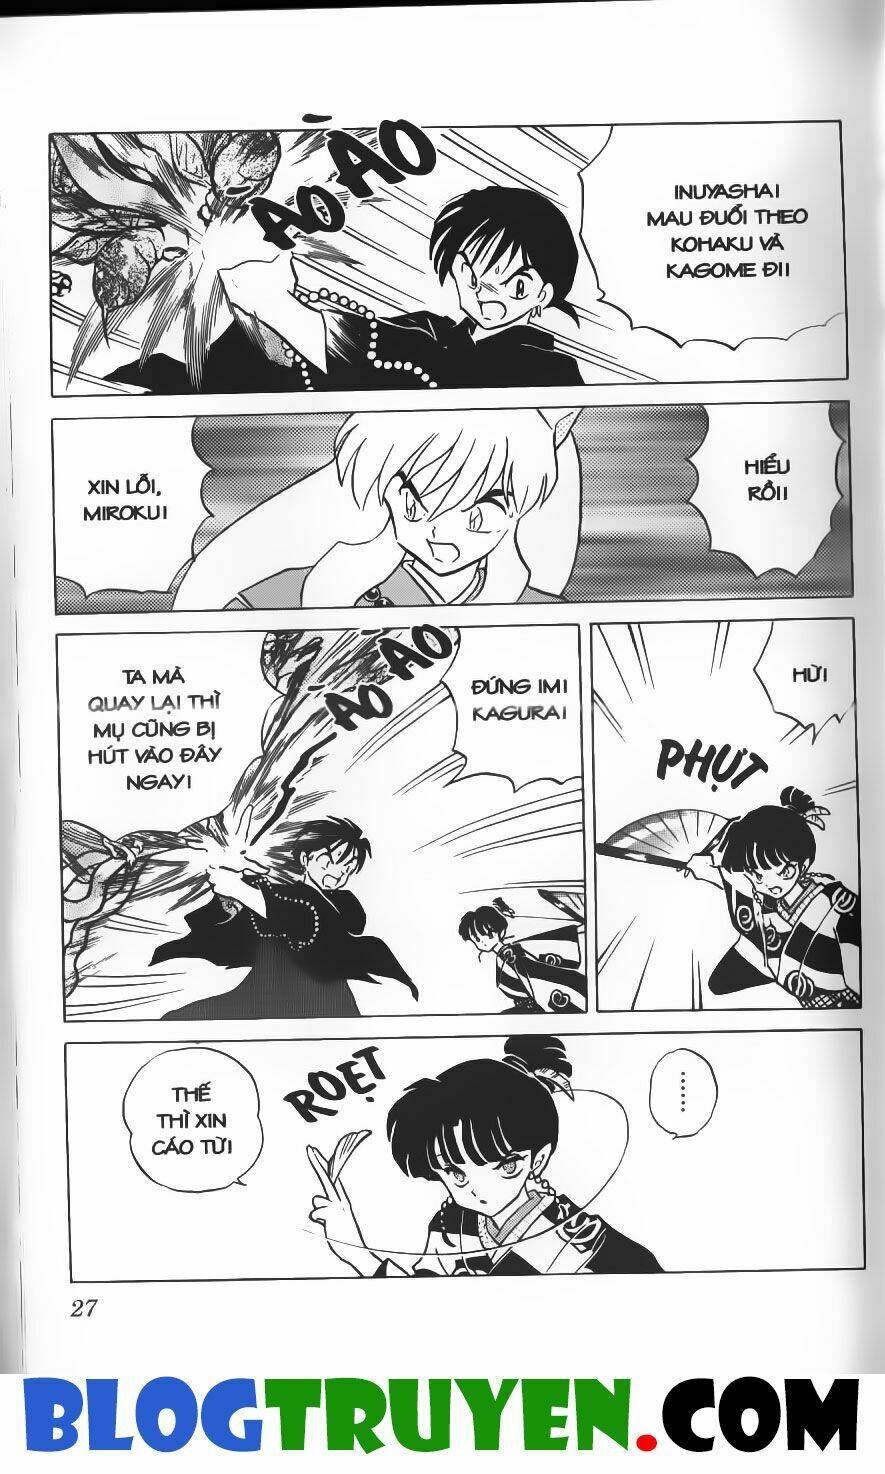 INUYASHA!
MAU ĐUỔI THEO
KOHAKU VÀ
KAGOME ĐI!
ÀO ÀO
HIỂU
RỒI!
XIN LỖI,
MIROKU!
HỪ!
PHỰT
ĐỨNG IM!
KAGURA!
ÀO ÀO
TA MÀ
QUAY LẠI THÌ
MỤ CŨNG BỊ
HÚT VÀO ĐÂY
NGAY!
........
ROẸT
THẾ
THÌ XIN
CÁO TỪ!
27
BLOGTRUYEN.COM